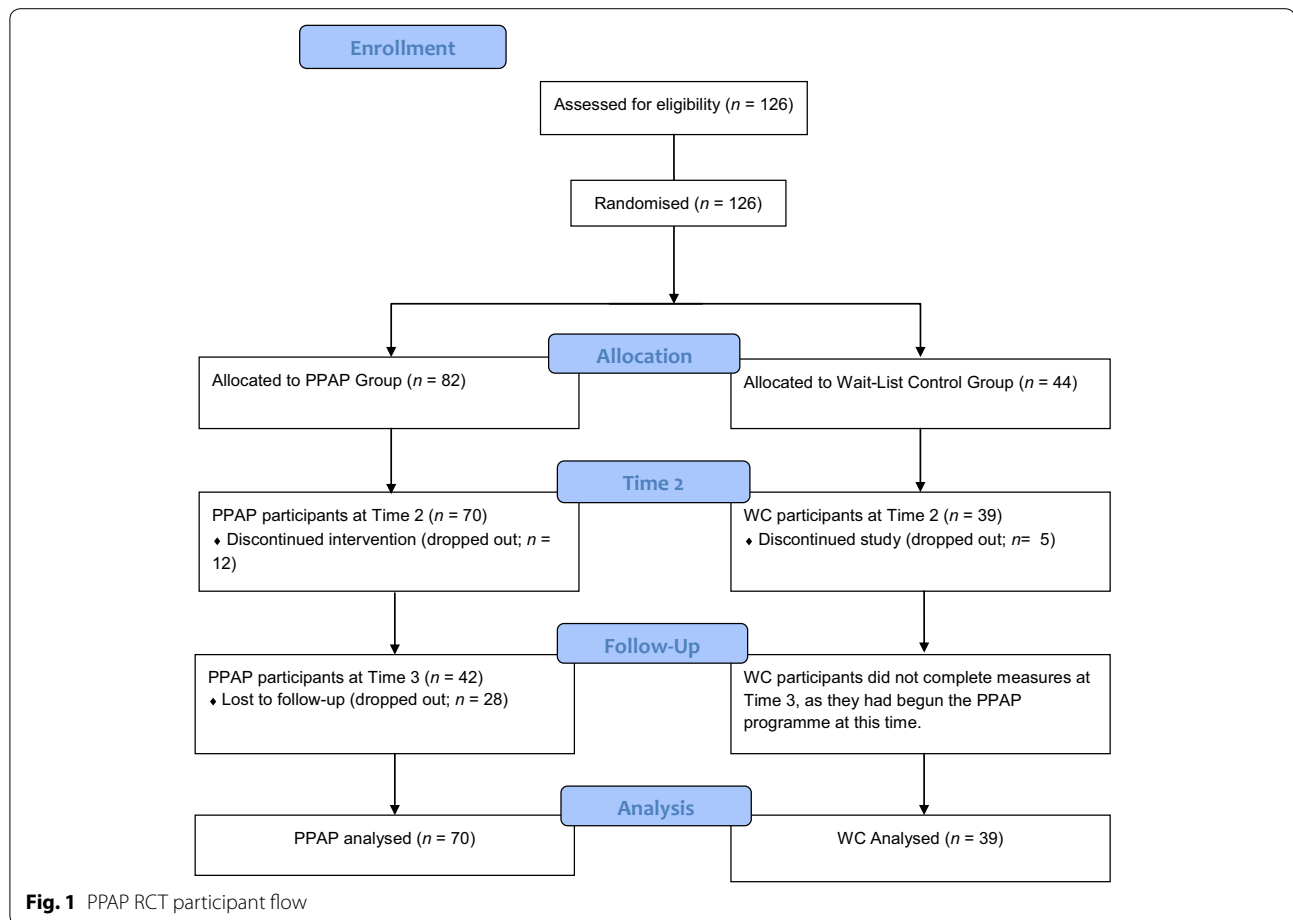 Enrollment
Assessed for eligibility (n = 126)
Randomised (n = 126)
Allocation
Allocated to PPAP Group (n = 82)
Allocated to Wait-List Control Group (n = 44)
Time 2
PPAP participants at Time 2 (n = 70)
♦ Discontinued intervention (dropped out; n =
12)
WC participants at Time 2 (n = 39)
♦ Discontinued study (dropped out; n= 5)
Follow-Up
PPAP participants at Time 3 (n = 42)
♦ Lost to follow-up (dropped out; n = 28)
WC participants did not complete measures at
Time 3, as they had begun the PPAP
programme at this time.
Analysis
PPAP analysed (n = 70)
WC Analysed (n = 39)
Fig. 1 PPAP RCT participant flow